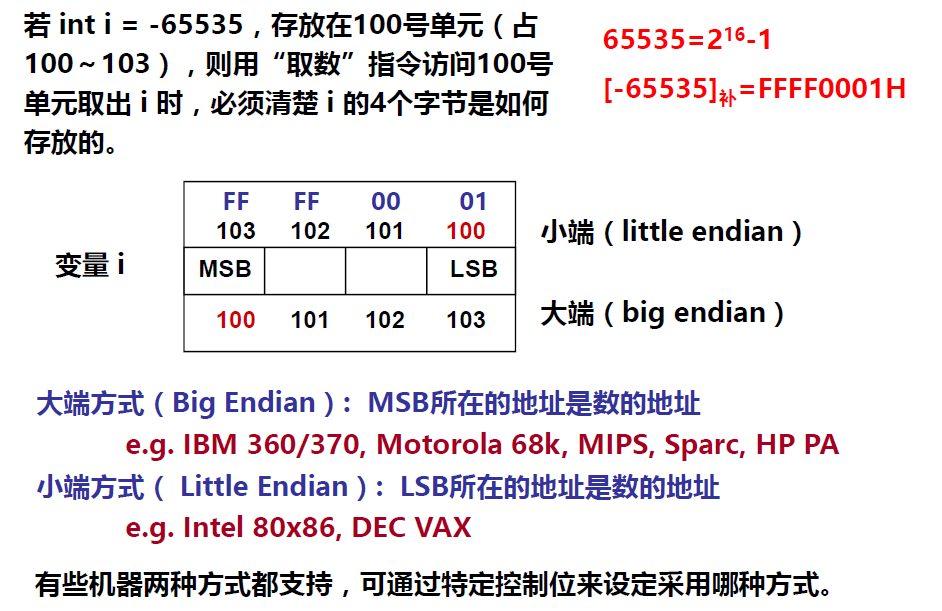 若 int i = -65535，存放在100号单元（占
100～103），则用“取数”指令访问100号
单元取出 i 时，必须清楚 i 的4个字节是如何
存放的。
65535=2¹⁶-1
[-65535]补=FFFF0001H
FF FF 00 01
103 102 101 100
小端（little endian）
变量 i
MSB LSB
100 101 102 103
大端（big endian）
大端方式（Big Endian）：MSB所在的地址是数的地址
e.g. IBM 360/370, Motorola 68k, MIPS, Sparc, HP PA
小端方式（ Little Endian）：LSB所在的地址是数的地址
e.g. Intel 80x86, DEC VAX
有些机器两种方式都支持，可通过特定控制位来设定采用哪种方式。